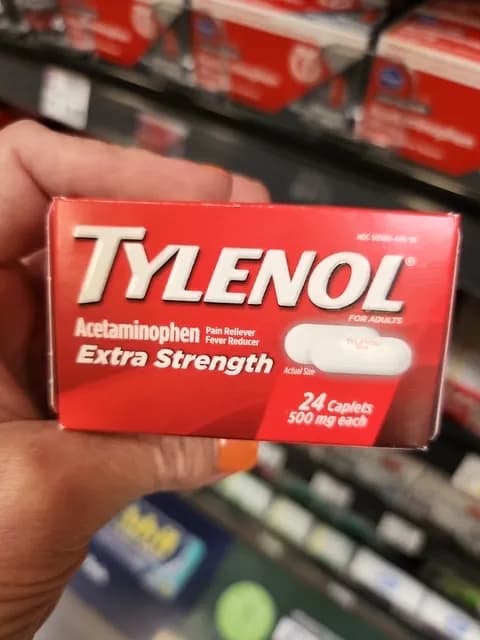 TYLENOL®
FOR ADULTS
Acetaminophen
Pain Reliever
Fever Reducer
Extra Strength
Actual Size
24 Caplets
500 mg each